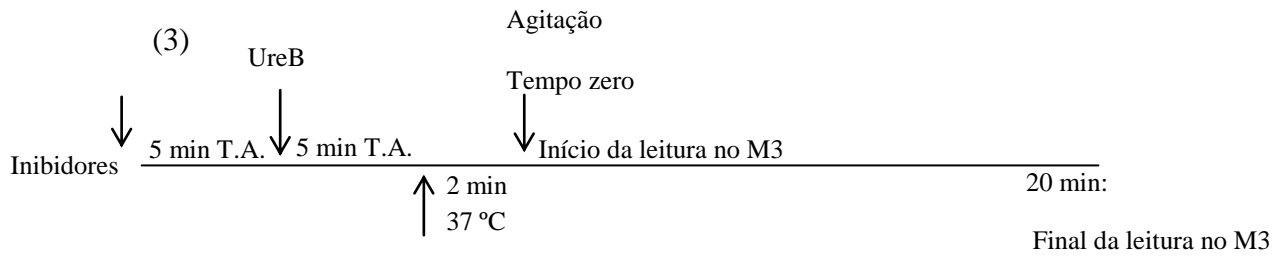 Agitação
(3)
UreB
Tempo zero
Inibidores 5 min T.A. 5 min T.A. Início da leitura no M3
2 min 20 min:
37 ºC
Final da leitura no M3